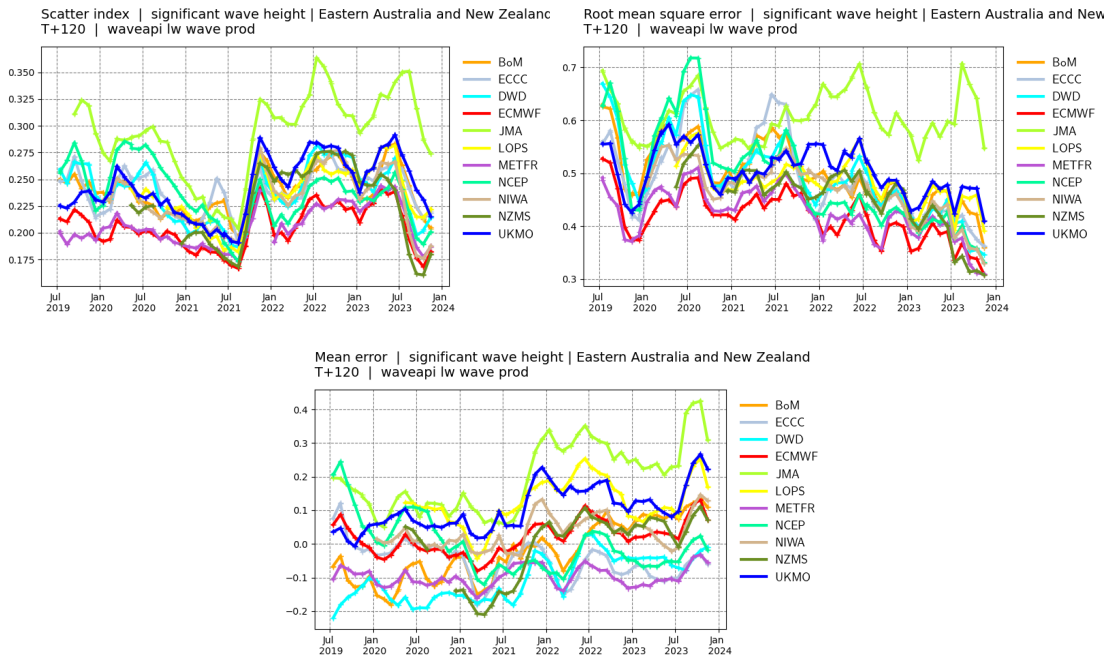 Scatter index | significant wave height | Eastern Australia and New Zealand
T+120 | waveapi lw wave prod
0.350
0.325
0.300
0.275
0.250
0.225
0.200
0.175
Jul 2019
Jan 2020
Jul 2020
Jan 2021
Jul 2021
Jan 2022
Jul 2022
Jan 2023
Jul 2023
Jan 2024
BoM
ECCC
DWD
ECMWF
JMA
LOPS
METFR
NCEP
NIWA
NZMS
UKMO
Root mean square error | significant wave height | Eastern Australia and New
T+120 | waveapi lw wave prod
0.7
0.6
0.5
0.4
0.3
Jul 2019
Jan 2020
Jul 2020
Jan 2021
Jul 2021
Jan 2022
Jul 2022
Jan 2023
Jul 2023
Jan 2024
BoM
ECCC
DWD
ECMWF
JMA
LOPS
METFR
NCEP
NIWA
NZMS
UKMO
Mean error | significant wave height | Eastern Australia and New Zealand
T+120 | waveapi lw wave prod
0.4
0.3
0.2
0.1
0.0
−0.1
−0.2
Jul 2019
Jan 2020
Jul 2020
Jan 2021
Jul 2021
Jan 2022
Jul 2022
Jan 2023
Jul 2023
Jan 2024
BoM
ECCC
DWD
ECMWF
JMA
LOPS
METFR
NCEP
NIWA
NZMS
UKMO